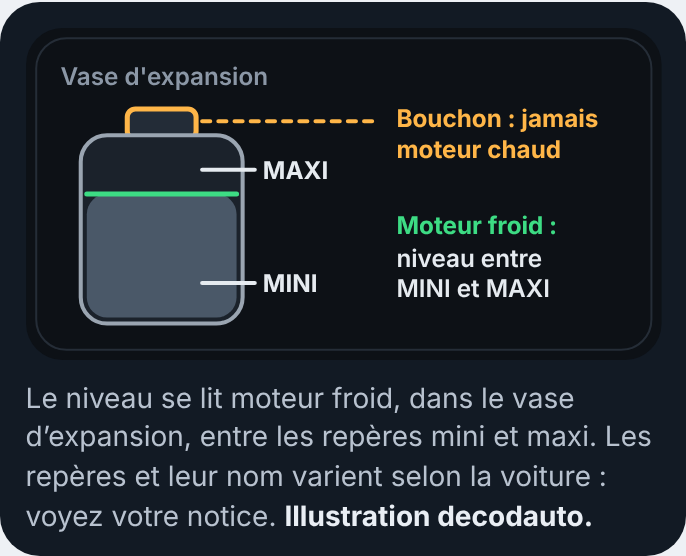 Vase d'expansion
Bouchon : jamais
moteur chaud
MAXI
Moteur froid :
niveau entre
MINI et MAXI
MINI
Le niveau se lit moteur froid, dans le vase
d’expansion, entre les repères mini et maxi. Les
repères et leur nom varient selon la voiture :
voyez votre notice. Illustration decodauto.